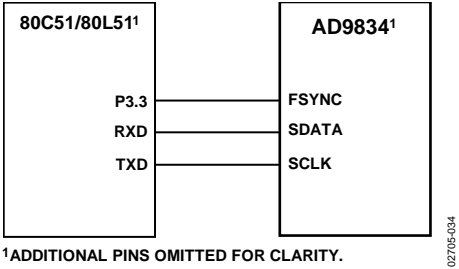 80C51/80L51¹
AD9834¹
P3.3
FSYNC
RXD
SDATA
TXD
SCLK
¹ADDITIONAL PINS OMITTED FOR CLARITY.
02705-034